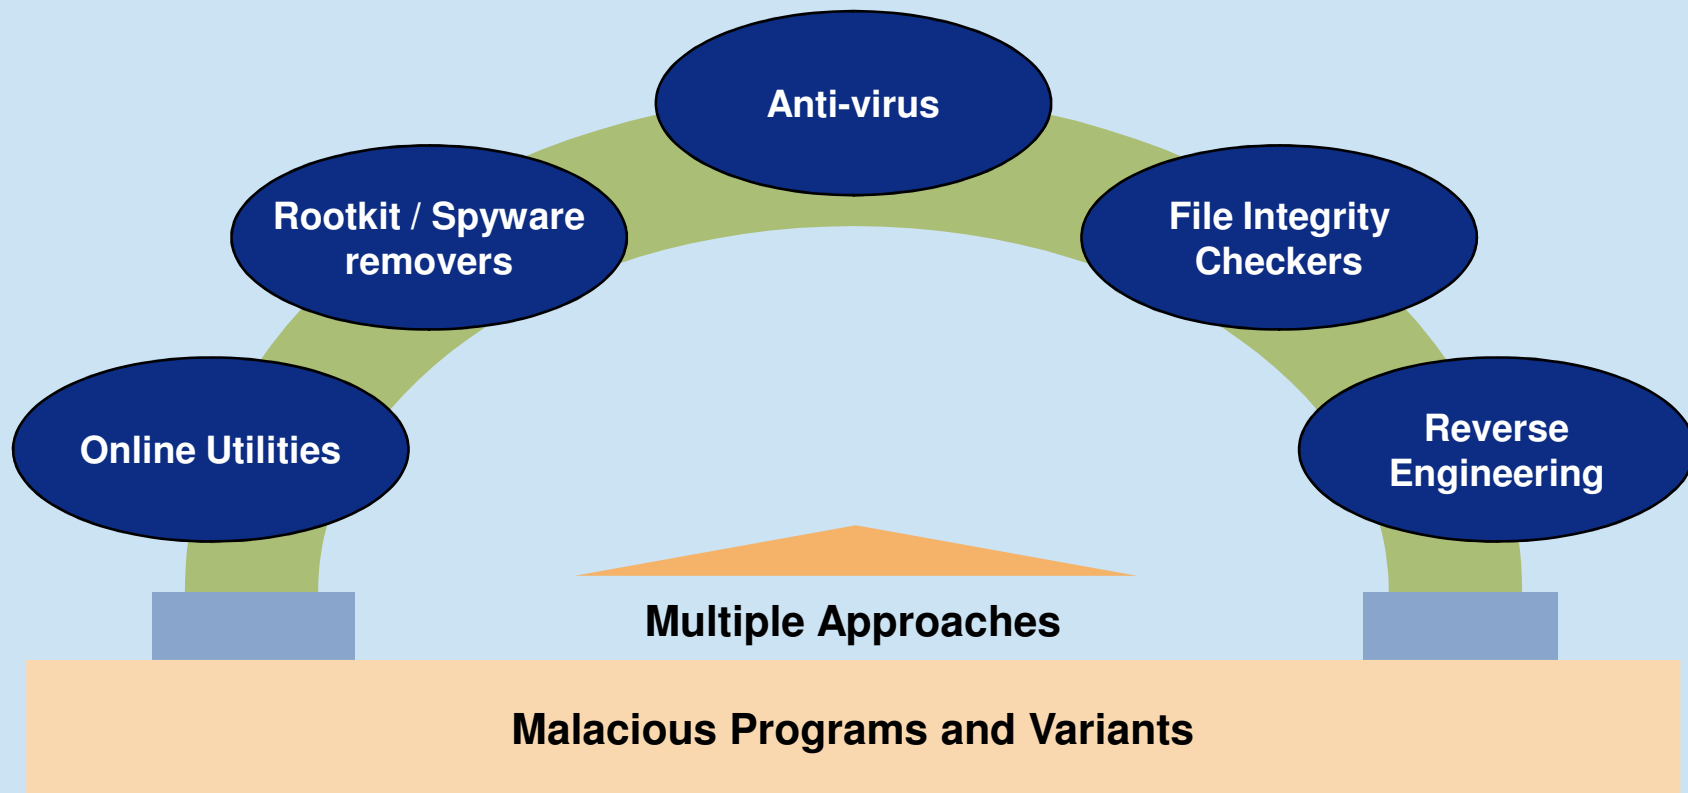 Anti-virus
Rootkit / Spyware
removers
File Integrity
Checkers
Online Utilities
Reverse
Engineering
Multiple Approaches
Malacious Programs and Variants